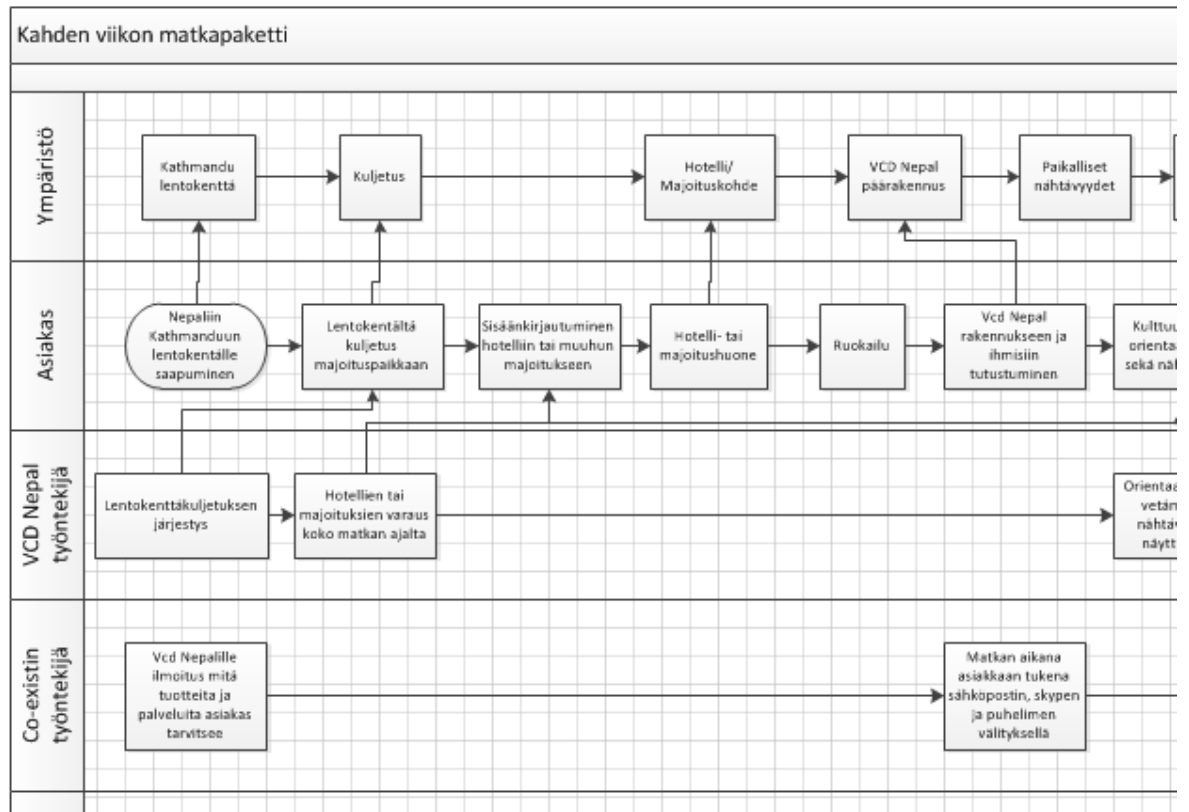 Kahden viikon matkapaketti
Ympäristö
Kathmandu
lentokenttä
Kuljetus
Hotelli/
Majoituskohde
VCD Nepal
päärakennus
Paikalliset
nähtävyydet
Asiakas
Nepaliin
Kathmanduun
lentokentälle
saapuminen
Lentokentältä
kuljetus
majoituspaikkaan
Sisäänkirjautuminen
hotelliin tai muuhun
majoitukseen
Hotelli- tai
majoitushuone
Ruokailu
Vcd Nepal
rakennukseen ja
ihmisiin
tutustuminen
sekä
VCD Nepal
työntekijä
Lentokenttäkuljetuksen
järjestys
Hotellien tai
majoituksien varaus
koko matkan ajalta
Co-existin
työntekijä
Vcd Nepalille
ilmoitus mitä
tuotteita ja
palveluita asiakas
tarvitsee
Matkan aikana
asiakkaan tukena
sähköpostin, skypen
ja puhelimen
välityksellä